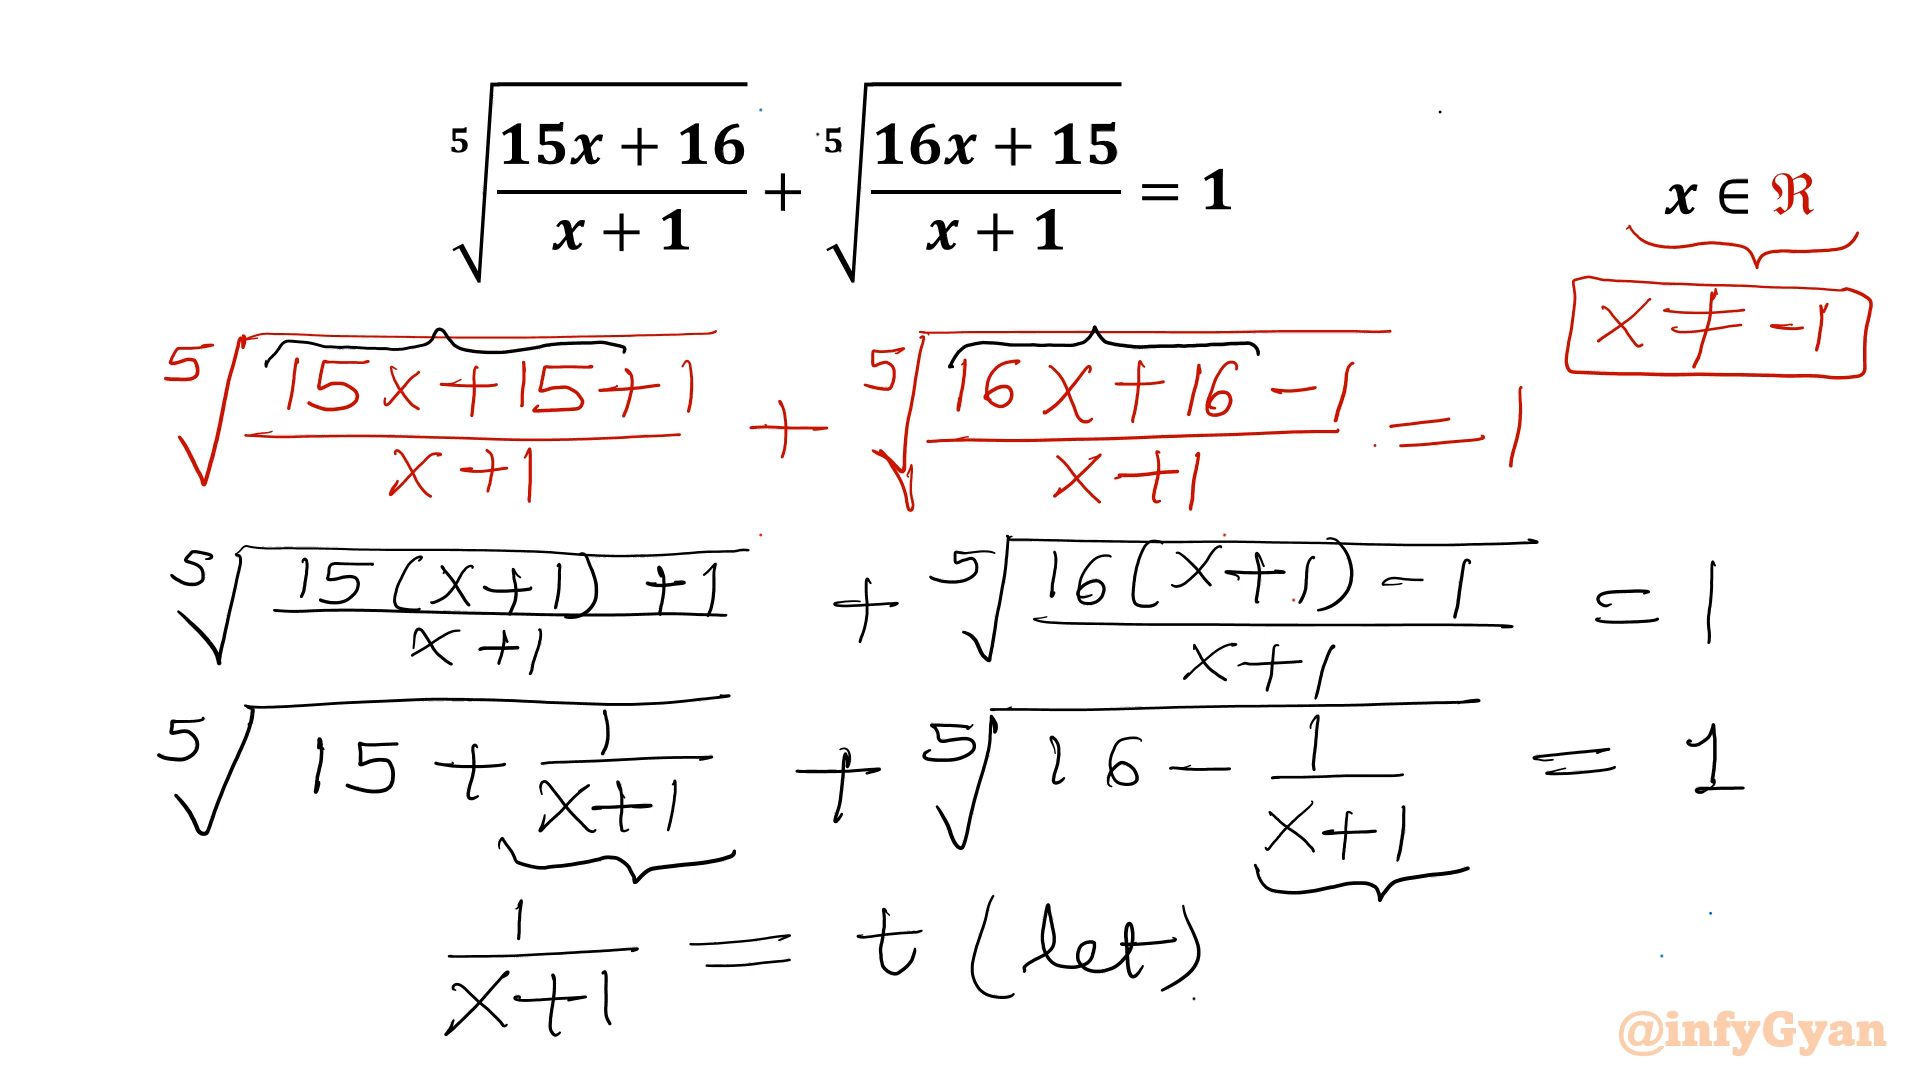 ⁵√((15x + 16)/(x + 1)) + ⁵√((16x + 15)/(x + 1)) = 1
x ∈ ℜ
x ≠ -1
⁵√((15x+15+1)/(x+1)) + ⁵√((16x+16-1)/(x+1)) = 1
⁵√((15(x+1)+1)/(x+1)) + ⁵√((16(x+1)-1)/(x+1)) = 1
⁵√(15 + 1/(x+1)) + ⁵√(16 - 1/(x+1)) = 1
1/(x+1) = t (let)
@infyGyan